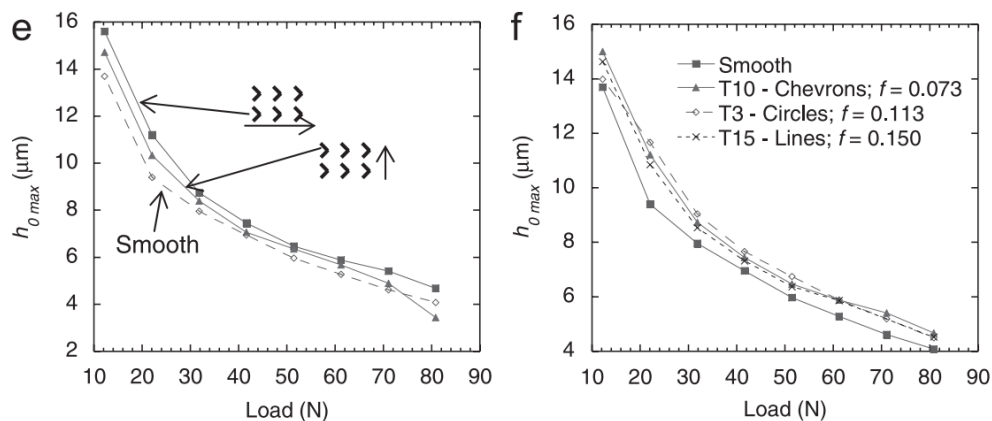 e
16
14
12
10
8
6
4
2
h0 max (μm)
Smooth
10 20 30 40 50 60 70 80 90
Load (N)
f
16
14
12
10
8
6
4
h0 max (μm)
Smooth
T10 - Chevrons; f = 0.073
T3 - Circles; f = 0.113
T15 - Lines; f = 0.150
10 20 30 40 50 60 70 80 90
Load (N)